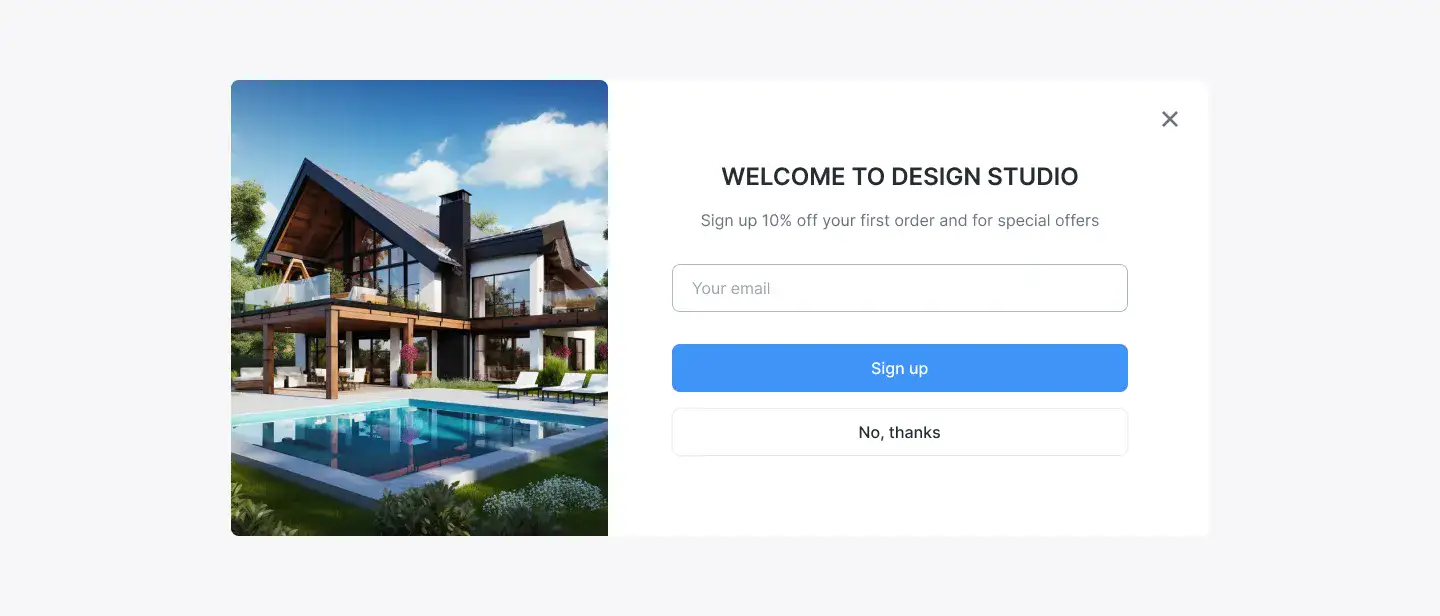 WELCOME TO DESIGN STUDIO
Sign up 10% off your first order and for special offers
Your email
Sign up
No, thanks